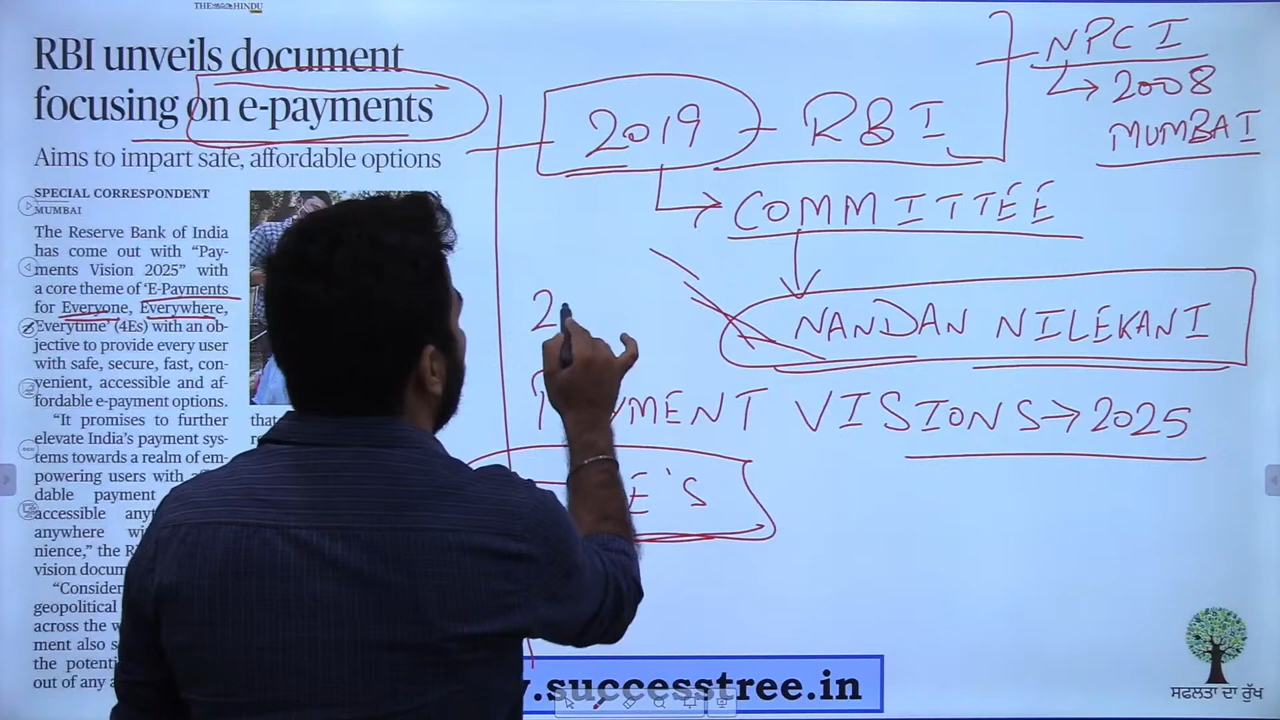 THE HINDU
RBI unveils document
focusing on e-payments
Aims to impart safe, affordable options
SPECIAL CORRESPONDENT
MUMBAI
The Reserve Bank of India
has come out with “Pay-
ments Vision 2025” with
a core theme of ‘E-Payments
for Everyone, Everywhere,
Everytime’ (4Es) with an ob-
jective to provide every user
with safe, secure, fast, con-
venient, accessible and af-
fordable e-payment options.
“It promises to further
elevate India’s payment sys-
tems towards a realm of em-
powering users with
dable payment
accessible
anywhere
nience,” the
vision
“Consider
geopolitical
across the
ment also
the
out of any
that
2019 - RBI
NPCI
↳ 2008
MUMBAI
COMMITTEE
NANDAN NILEKANI
2
PAYMENT VISIONS → 2025
E'S
.successtree.in
ਸਫਲਤਾ ਦਾ ਰੁੱਖ